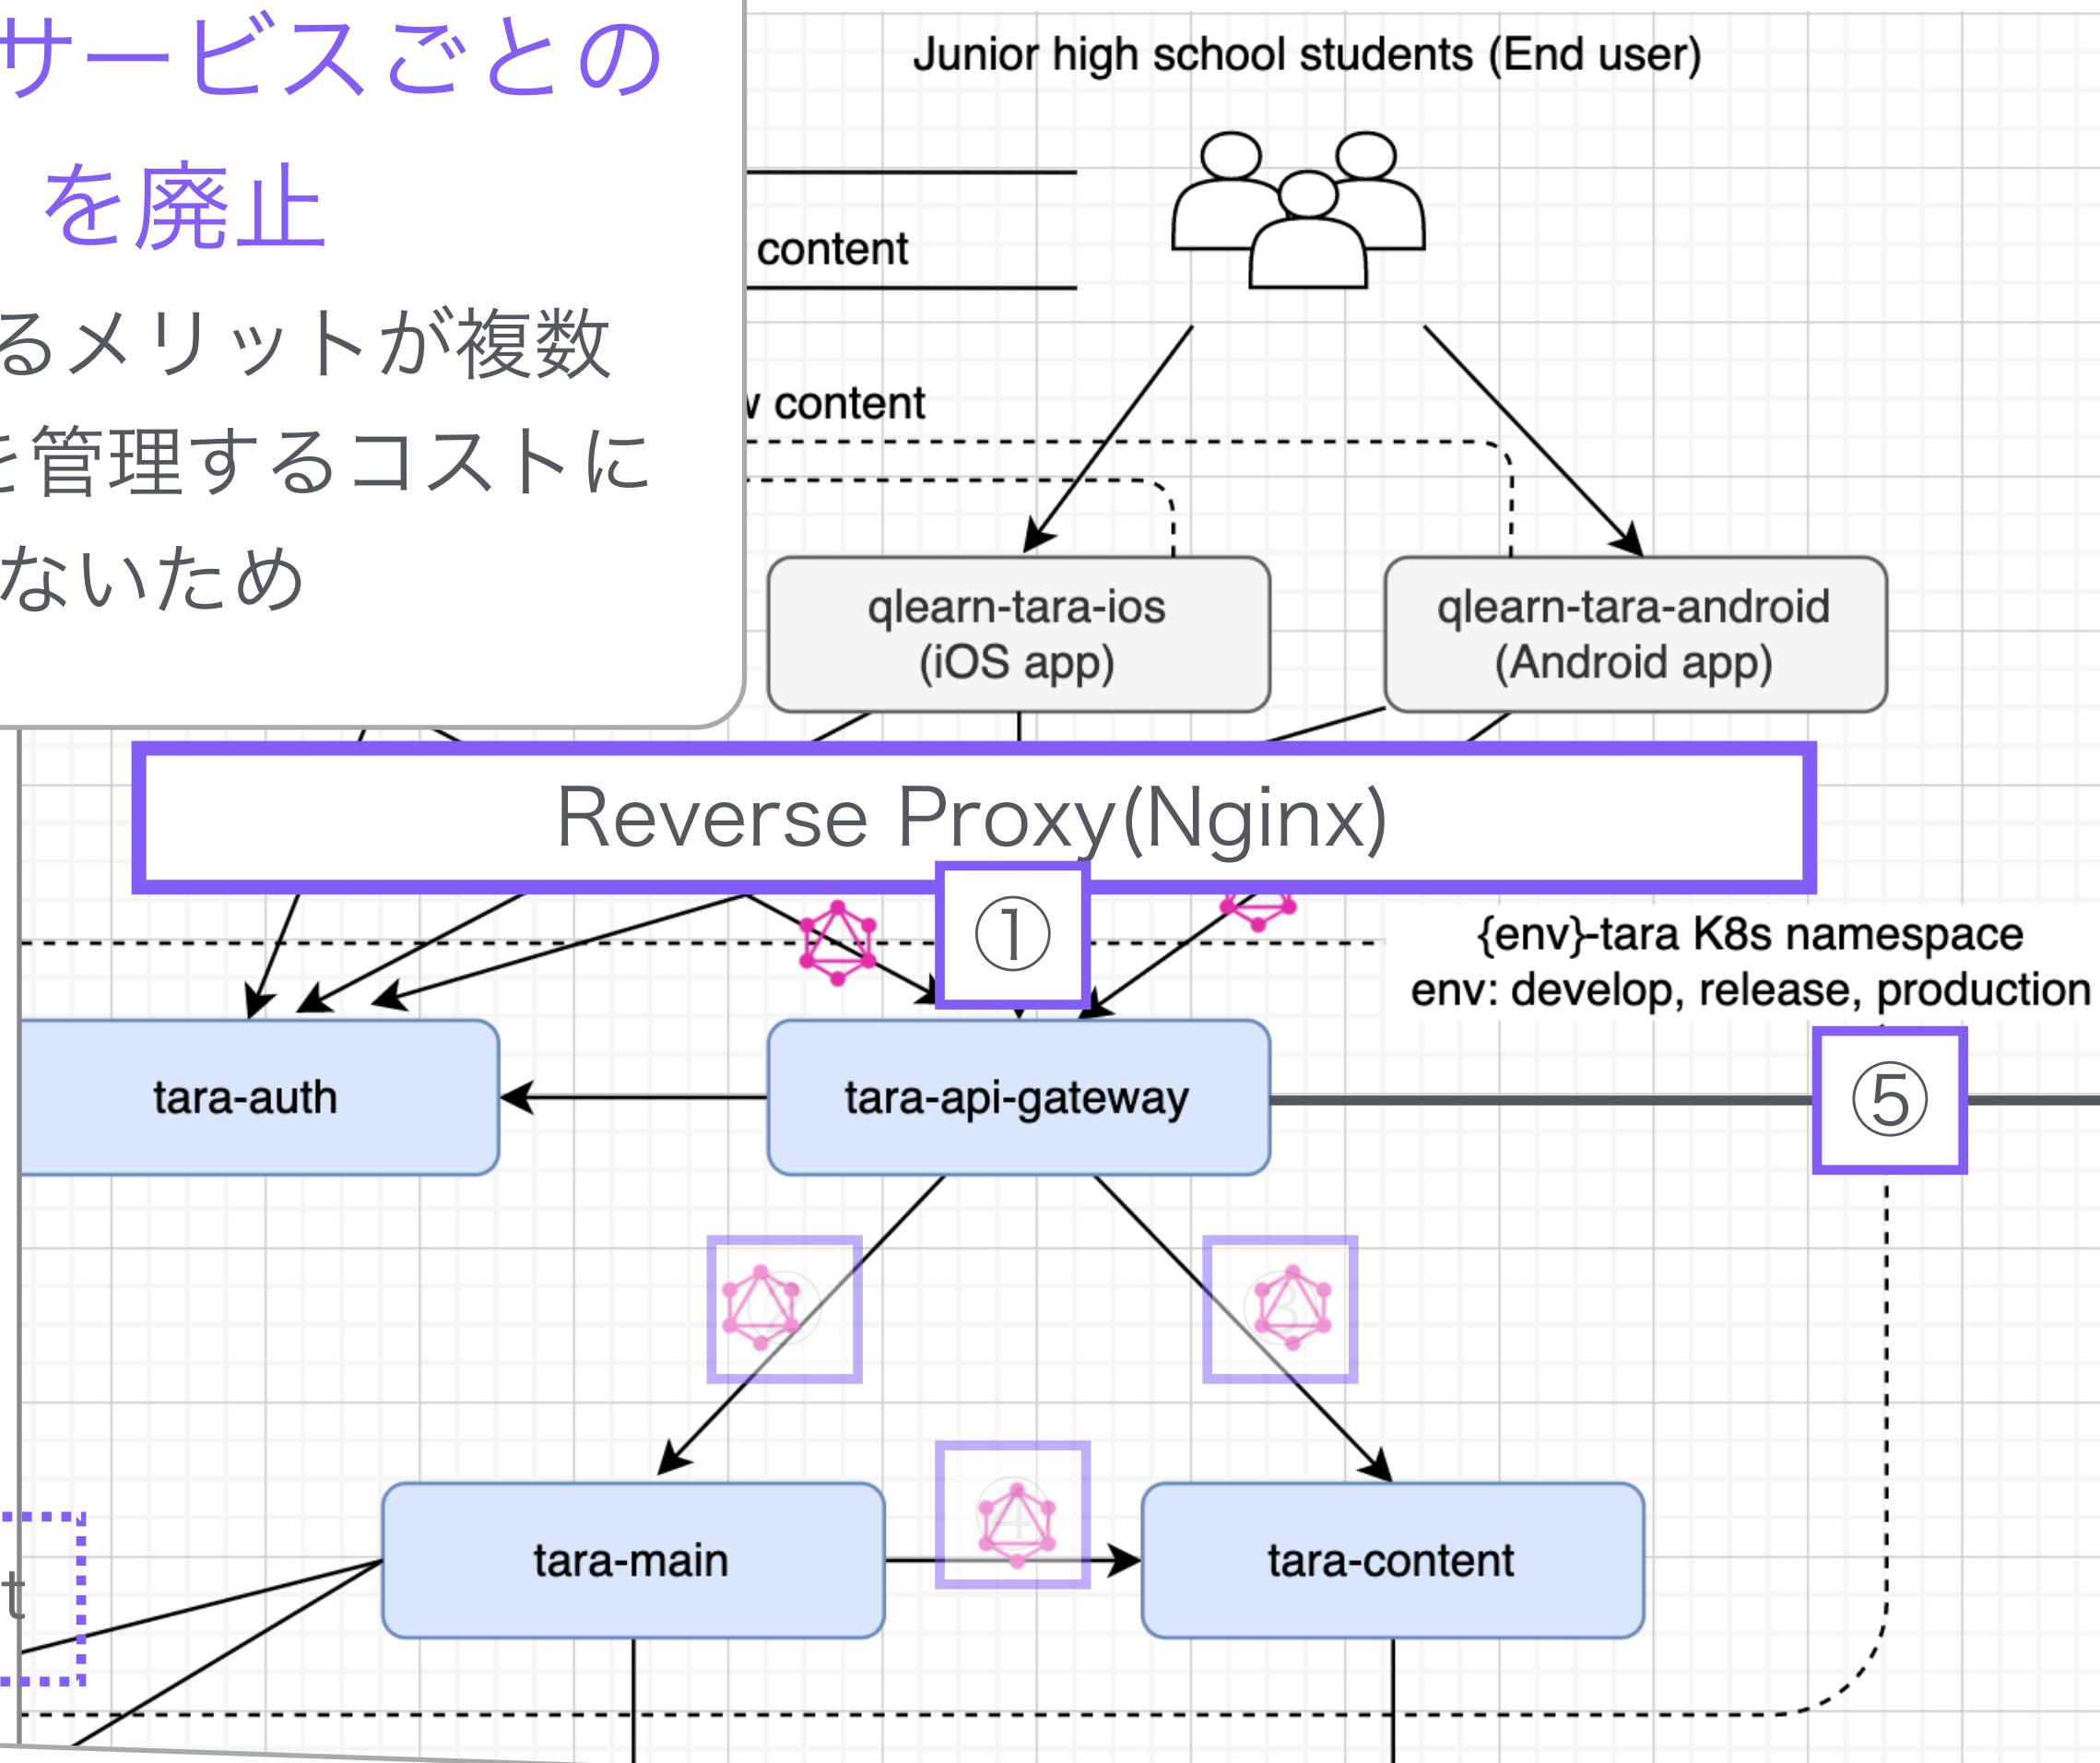 サービスごとの
を廃止
るメリットが複数
を管理するコストに
ないため
Junior high school students (End user)
content
content
qlearn-tara-ios
(iOS app)
qlearn-tara-android
(Android app)
Reverse Proxy(Nginx)
①
{env}-tara K8s namespace
env: develop, release, production
tara-auth
tara-api-gateway
⑤
②
③
④
tara-main
tara-content
t